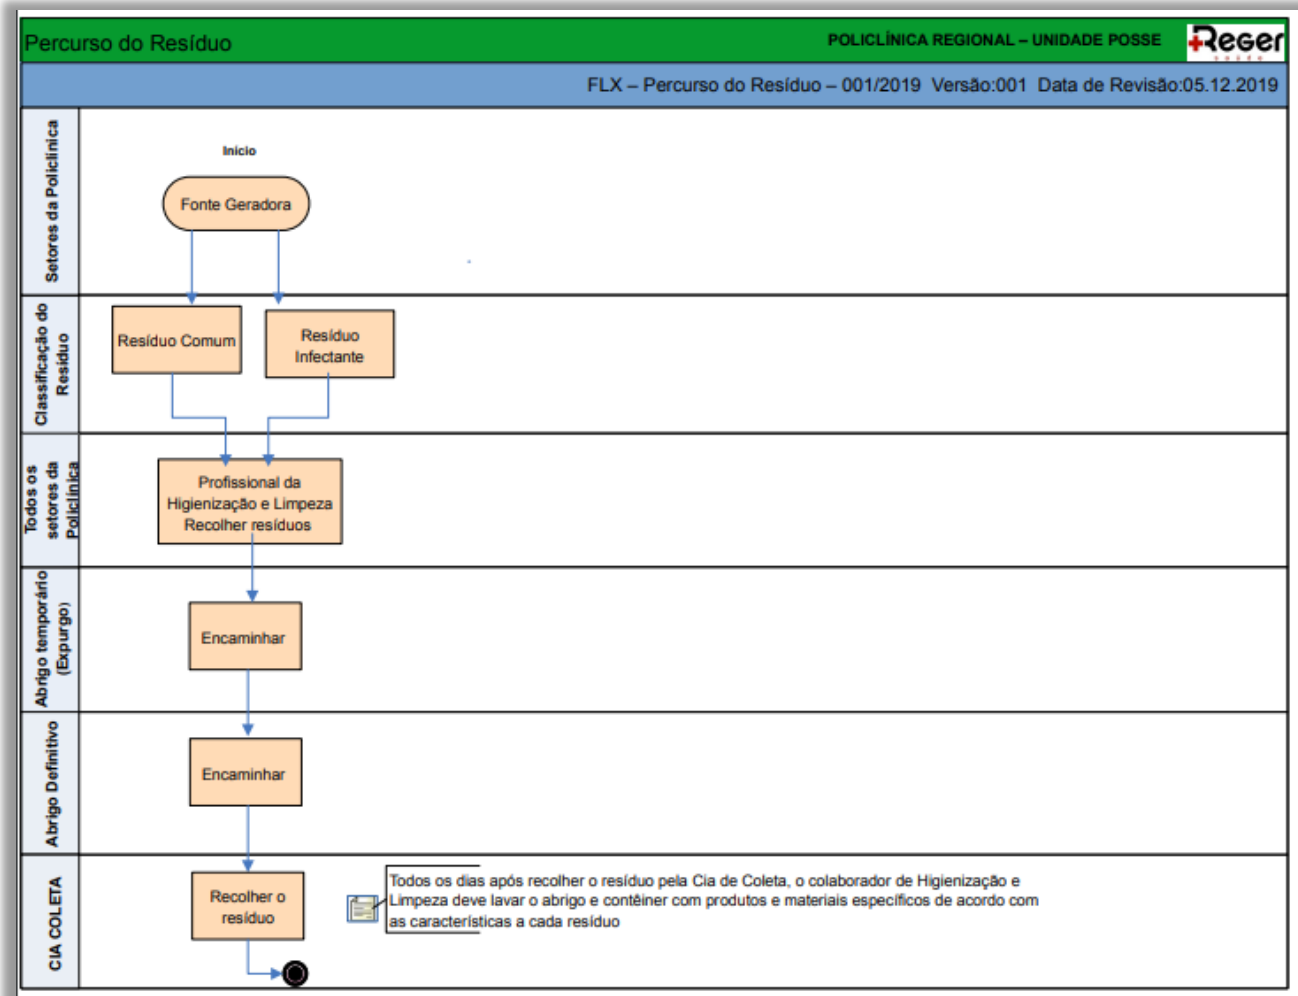 Percurso do Resíduo
POLICLÍNICA REGIONAL – UNIDADE POSSE
Reger
saúde
FLX – Percurso do Resíduo – 001/2019 Versão:001 Data de Revisão:05.12.2019
Setores da Policlínica
Início
Fonte Geradora
Classificação do
Resíduo
Resíduo Comum
Resíduo
Infectante
Todos os
setores da
Policlínica
Profissional da
Higienização e Limpeza
Recolher resíduos
Abrigo temporário
(Expurgo)
Encaminhar
Abrigo Definitivo
Encaminhar
CIA COLETA
Recolher o
resíduo
Todos os dias após recolher o resíduo pela Cia de Coleta, o colaborador de Higienização e
Limpeza deve lavar o abrigo e contêiner com produtos e materiais específicos de acordo com
as características a cada resíduo